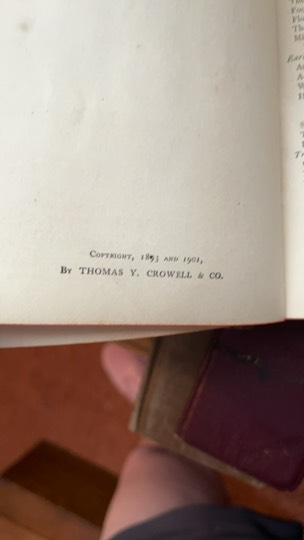 COPYRIGHT, 1893 AND 1901,
BY THOMAS Y. CROWELL & CO.